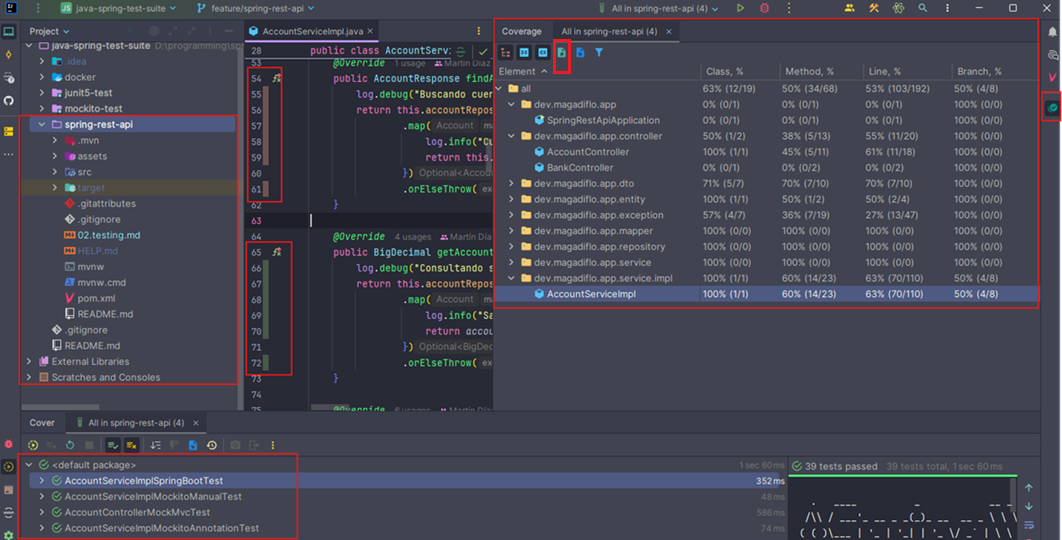 java-spring-test-suite
feature/spring-rest-api
All in spring-rest-api (4)
Project
java-spring-test-suite D:\programming\spr
.idea
docker
junit5-test
mockito-test
spring-rest-api
.mvn
assets
src
target
.gitattributes
.gitignore
02.testing.md
HELP.md
mvnw
mvnw.cmd
pom.xml
README.md
.gitignore
README.md
External Libraries
Scratches and Consoles
AccountServiceImpl.java
28 public class AccountServ
53 @Override 1 usage Martín Díaz
54 public AccountResponse findA
55 log.debug("Buscando cuen
56 return this.accountRepos
57 .map( Account
58 log.info("Cu
59 return this.
60 }) Optional<Accou
61 .orElseThrow(
62 }
63
64 @Override 4 usages Martín Díaz
65 public BigDecimal getAccount
66 log.debug("Consultando s
67 return this.accountRepos
68 .map( Account
69 log.info("Sa
70 return accou
71 }) Optional<BigDec
72 .orElseThrow(
73 }
74
75 @Override 6 usages Martín Díaz
Coverage All in spring-rest-api (4)
Element Class, % Method, % Line, % Branch, %
all 63% (12/19) 50% (34/68) 53% (103/192) 50% (4/8)
dev.magadiflo.app 0% (0/1) 0% (0/1) 0% (0/1) 100% (0/0)
SpringRestApiApplication 0% (0/1) 0% (0/1) 0% (0/1) 100% (0/0)
dev.magadiflo.app.controller 50% (1/2) 38% (5/13) 55% (11/20) 100% (0/0)
AccountController 100% (1/1) 45% (5/11) 61% (11/18) 100% (0/0)
BankController 0% (0/1) 0% (0/2) 0% (0/2) 100% (0/0)
dev.magadiflo.app.dto 71% (5/7) 70% (7/10) 70% (7/10) 100% (0/0)
dev.magadiflo.app.entity 100% (1/1) 50% (1/2) 50% (2/4) 100% (0/0)
dev.magadiflo.app.exception 57% (4/7) 36% (7/19) 27% (13/47) 100% (0/0)
dev.magadiflo.app.mapper 100% (0/0) 100% (0/0) 100% (0/0) 100% (0/0)
dev.magadiflo.app.repository 100% (0/0) 100% (0/0) 100% (0/0) 100% (0/0)
dev.magadiflo.app.service 100% (0/0) 100% (0/0) 100% (0/0) 100% (0/0)
dev.magadiflo.app.service.impl 100% (1/1) 60% (14/23) 63% (70/110) 50% (4/8)
AccountServiceImpl 100% (1/1) 60% (14/23) 63% (70/110) 50% (4/8)
Cover All in spring-rest-api (4)
<default package> 1 sec 60 ms
AccountServiceImplSpringBootTest 352 ms
AccountServiceImplMockitoManualTest 48 ms
AccountControllerMockMvcTest 586 ms
AccountServiceImplMockitoAnnotationTest 74 ms
39 tests passed 39 tests total, 1 sec 60 ms